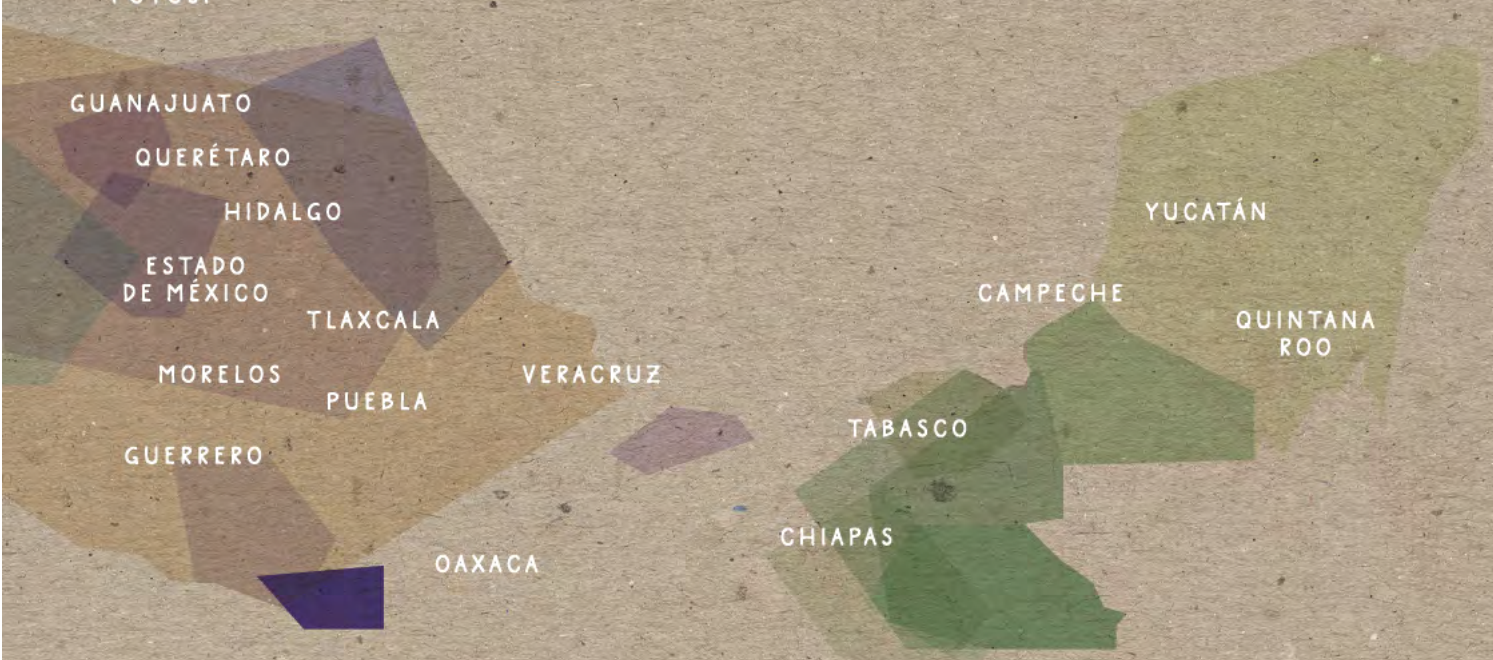 GUANAJUATO
QUERÉTARO
HIDALGO
YUCATÁN
ESTADO
DE MÉXICO
CAMPECHE
TLAXCALA
QUINTANA
ROO
MORELOS
VERACRUZ
PUEBLA
TABASCO
GUERRERO
CHIAPAS
OAXACA